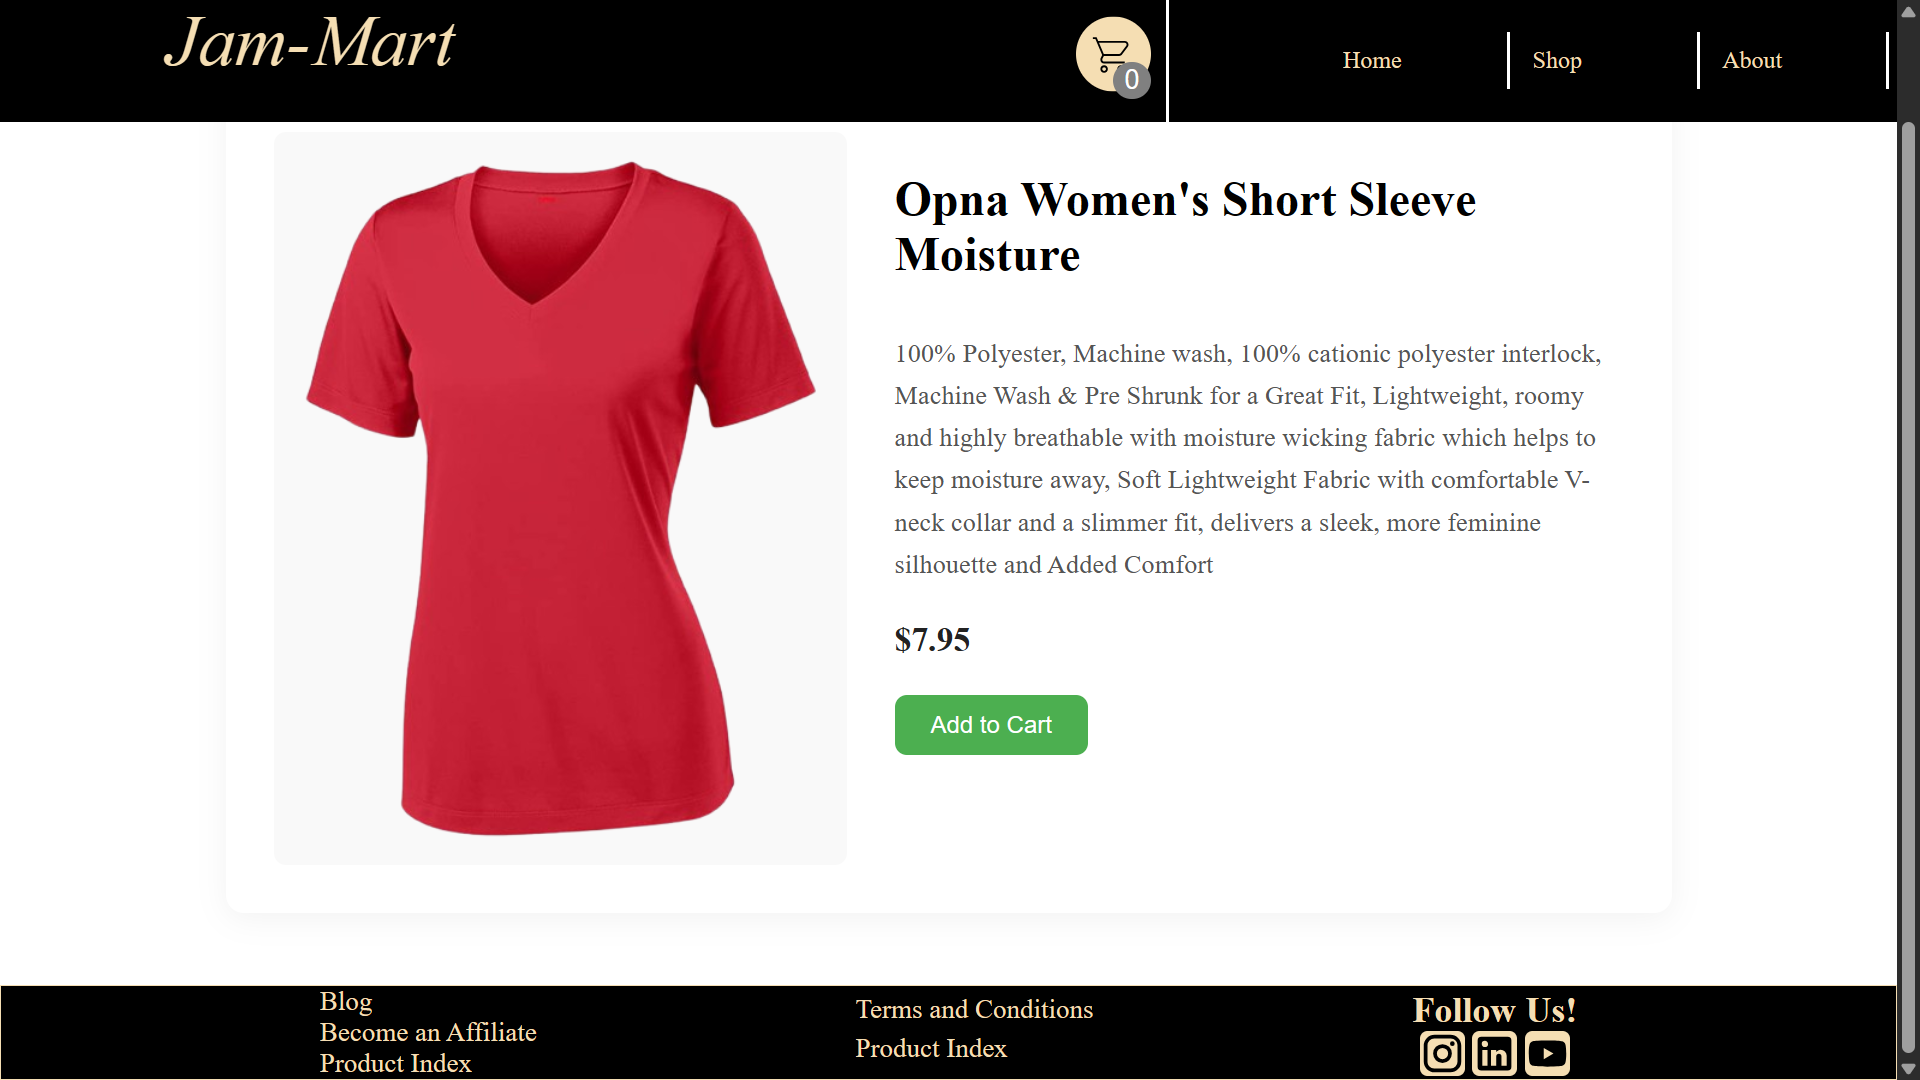 Jam-Mart
0
Home
Shop
About
Opna Women's Short Sleeve
Moisture
100% Polyester, Machine wash, 100% cationic polyester interlock,
Machine Wash & Pre Shrunk for a Great Fit, Lightweight, roomy
and highly breathable with moisture wicking fabric which helps to
keep moisture away, Soft Lightweight Fabric with comfortable V-
neck collar and a slimmer fit, delivers a sleek, more feminine
silhouette and Added Comfort
$7.95
Add to Cart
Blog
Become an Affiliate
Product Index
Terms and Conditions
Product Index
Follow Us!
in